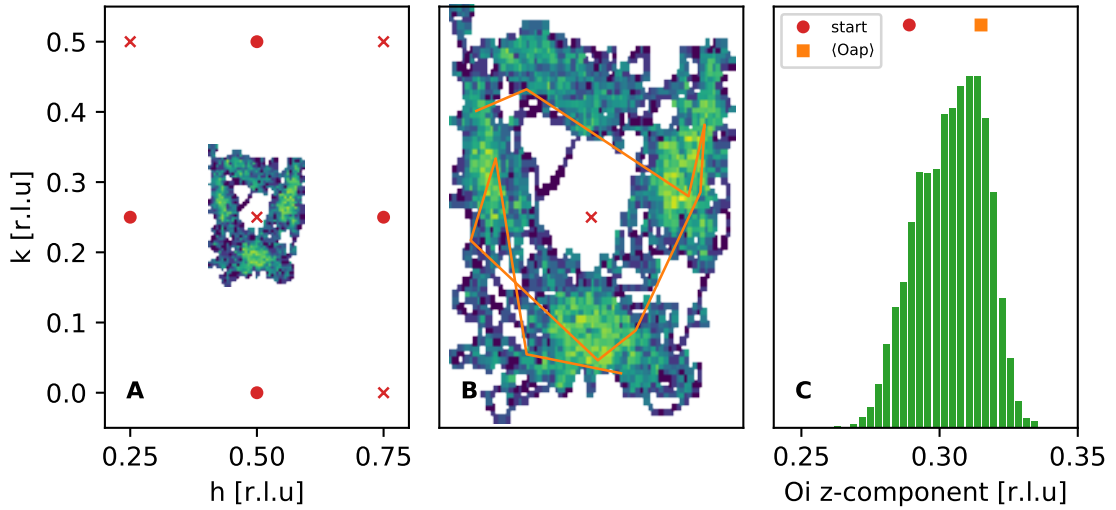 0.5
0.4
0.3
0.2
0.1
0.0
k [r.l.u]
A
0.25
0.50
0.75
h [r.l.u]
B
start
⟨Oap⟩
C
0.25
0.30
0.35
Oi z-component [r.l.u]